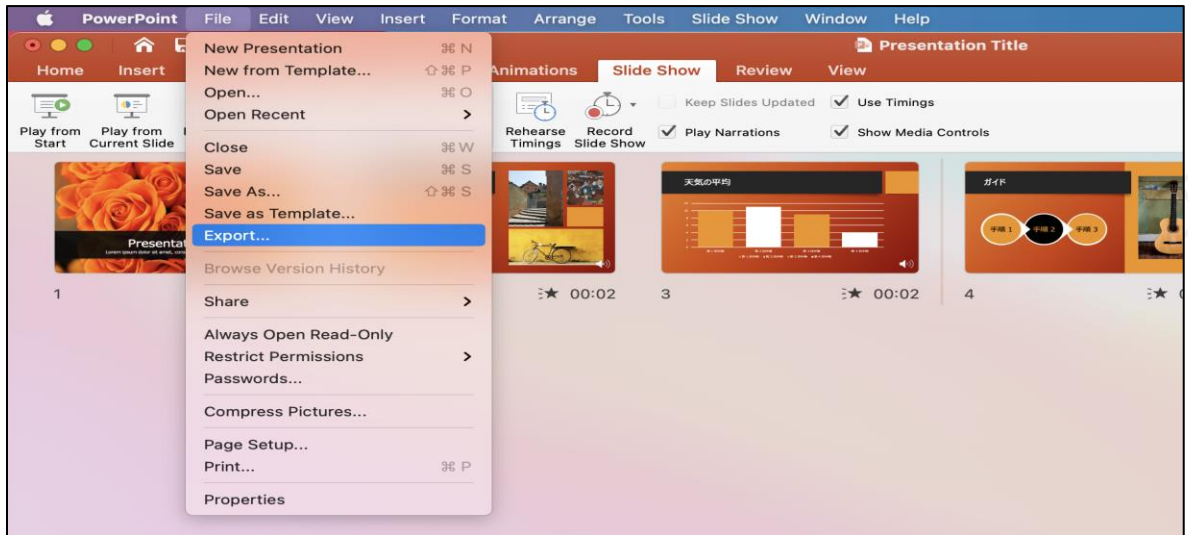 PowerPoint File Edit View Insert Format Arrange Tools Slide Show Window Help
Presentation Title
Home Insert Animations Slide Show Review View
New Presentation ⌘ N
New from Template... ⇧ ⌘ P
Open... ⌘ O
Open Recent >
Close ⌘ W
Save ⌘ S
Save As... ⇧ ⌘ S
Save as Template...
Export...
Browse Version History
Share >
Always Open Read-Only
Restrict Permissions >
Passwords...
Compress Pictures...
Page Setup...
Print... ⌘ P
Properties
Play from Start
Play from Current Slide
Rehearse Timings
Record Slide Show
Keep Slides Updated
Use Timings
Play Narrations
Show Media Controls
Presentat
天気の平均
ガイド
手順 1 手順 2 手順 3
1
00:02
3
00:02
4